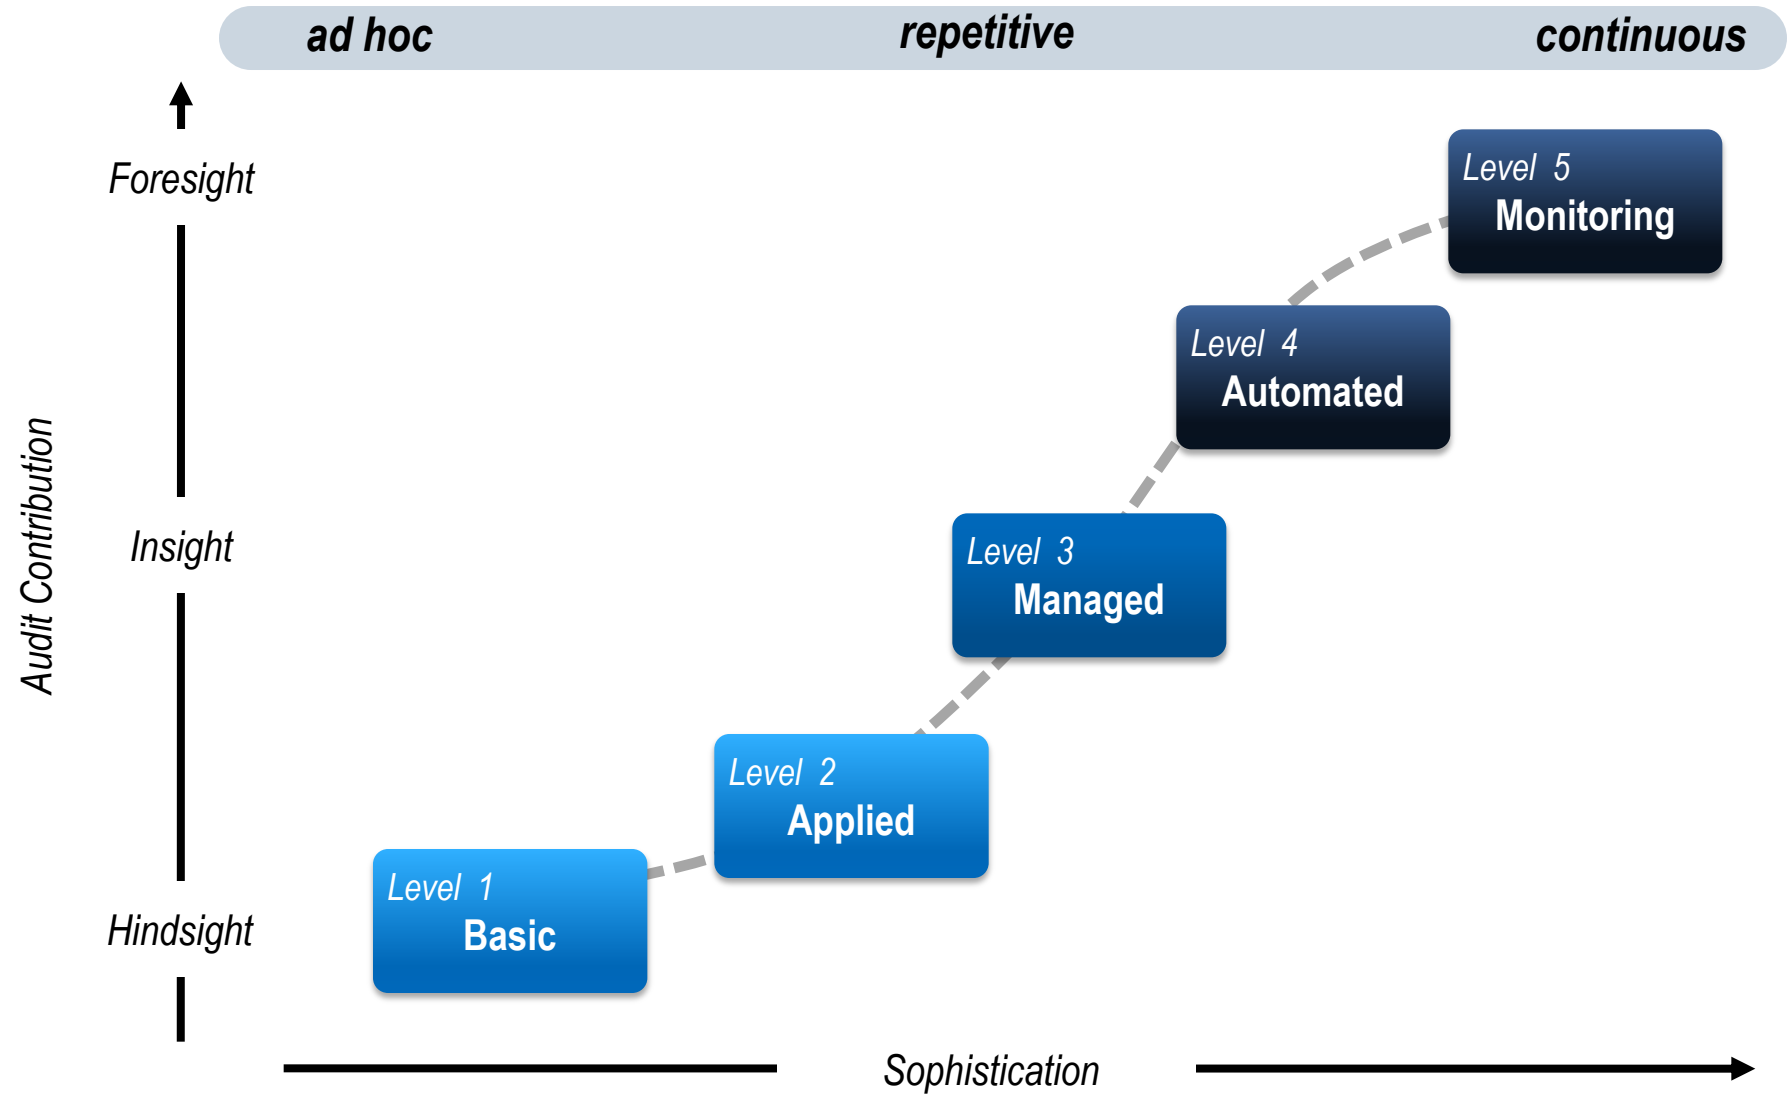 ad hoc
repetitive
continuous
Foresight
Level 5
Monitoring
Level 4
Automated
Audit Contribution
Insight
Level 3
Managed
Level 2
Applied
Level 1
Basic
Hindsight
Sophistication